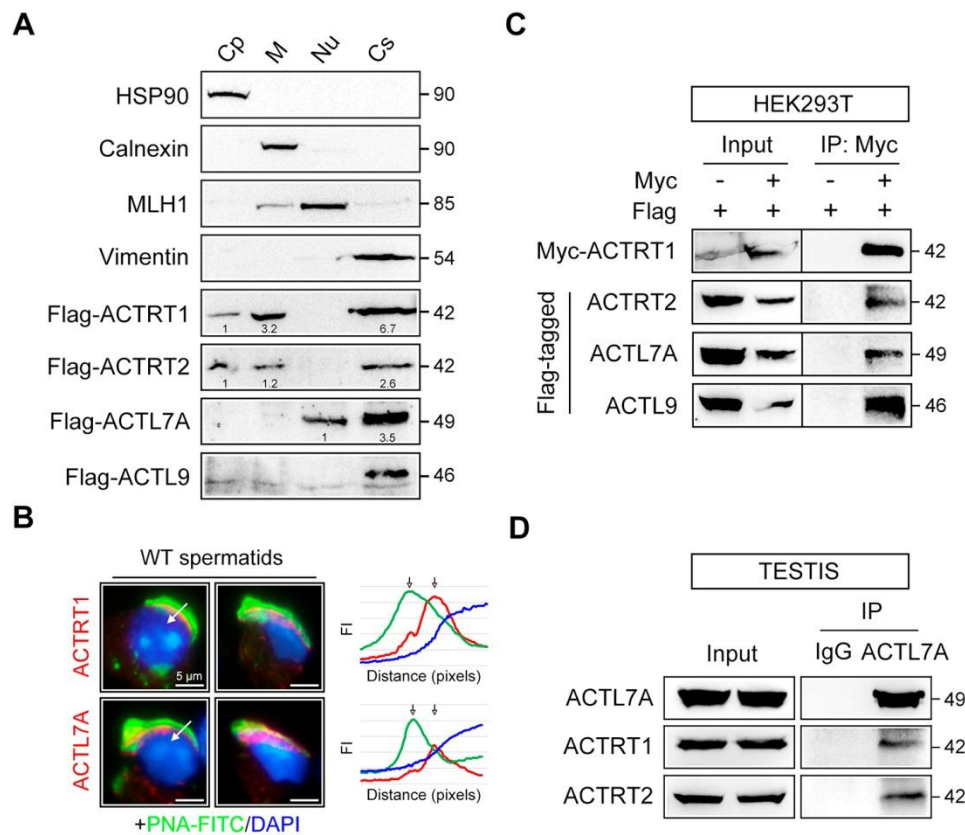 A
Cp M Nu Cs
HSP90 90
Calnexin 90
MLH1 85
Vimentin 54
Flag-ACTRT1 42
1 3.2 6.7
Flag-ACTRT2 42
1 1.2 2.6
Flag-ACTL7A 49
1 3.5
Flag-ACTL9 46
B
WT spermatids
ACTRT1
5 µm
FI
Distance (pixels)
ACTL7A
FI
Distance (pixels)
+PNA-FITC/DAPI
C
HEK293T
Input IP: Myc
Myc - + - +
Flag + + + +
Myc-ACTRT1 42
Flag-tagged
ACTRT2 42
ACTL7A 49
ACTL9 46
D
TESTIS
IP
Input IgG ACTL7A
ACTL7A 49
ACTRT1 42
ACTRT2 42